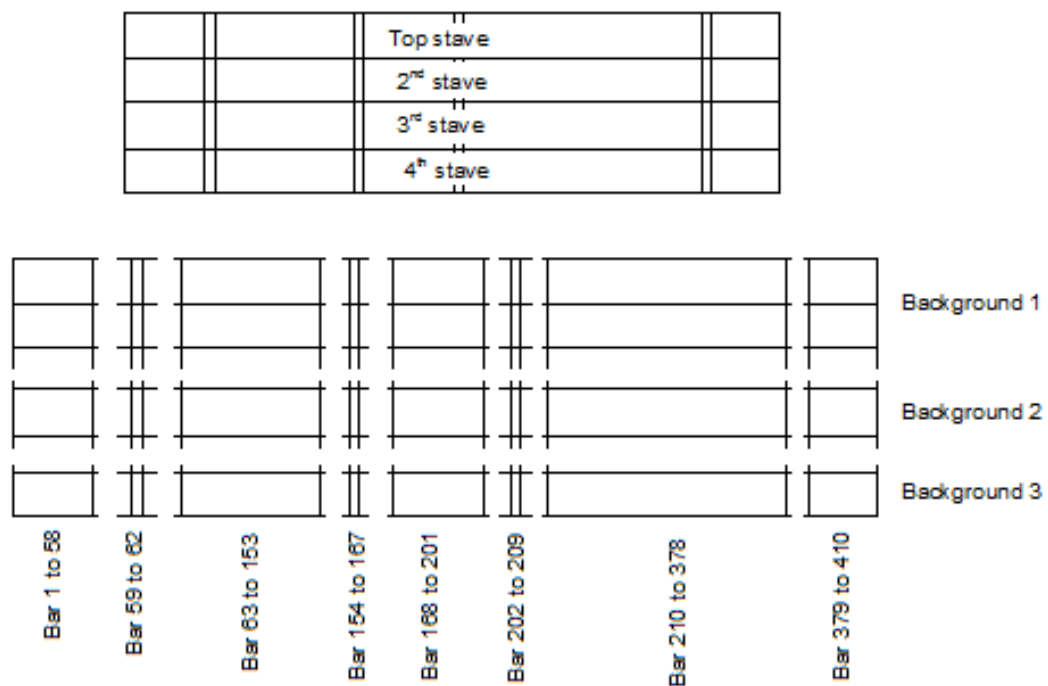 Top stave
2nd stave
3rd stave
4th stave
Background 1
Background 2
Background 3
Bar 1 to 58
Bar 59 to 62
Bar 63 to 153
Bar 154 to 167
Bar 168 to 201
Bar 202 to 209
Bar 210 to 378
Bar 379 to 410